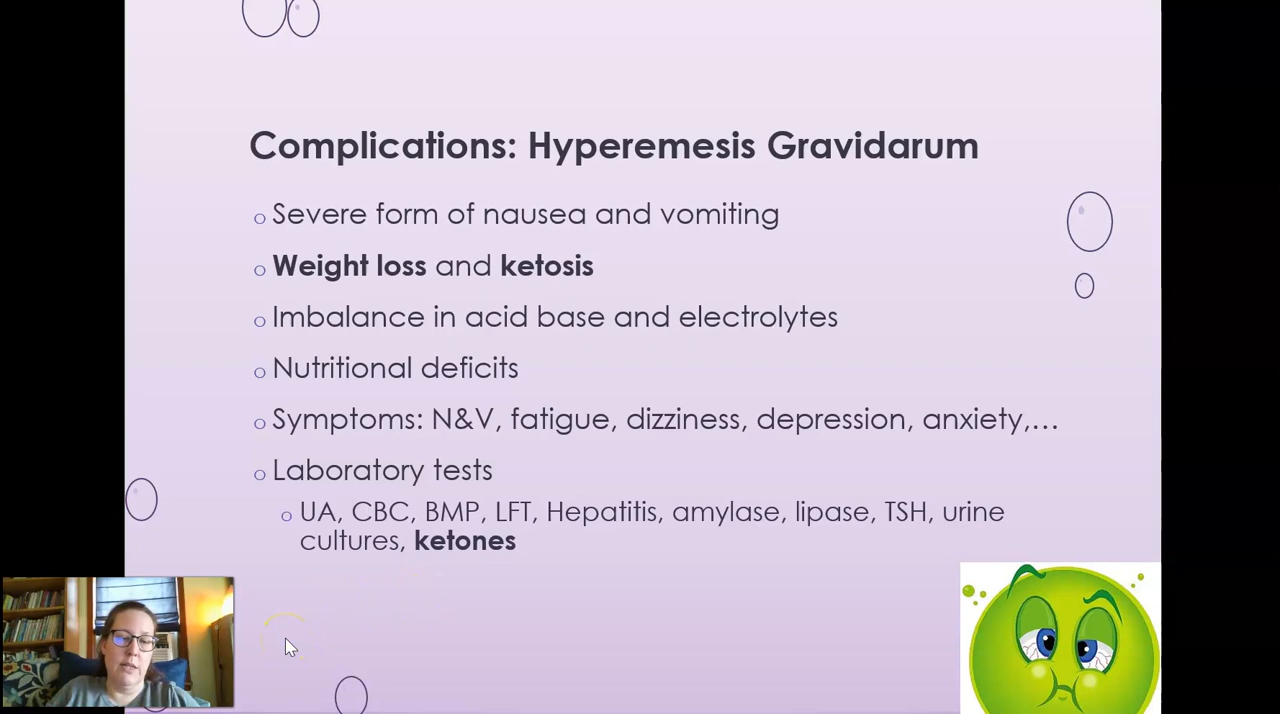 Complications: Hyperemesis Gravidarum
Severe form of nausea and vomiting
Weight loss and ketosis
Imbalance in acid base and electrolytes
Nutritional deficits
Symptoms: N&V, fatigue, dizziness, depression, anxiety,…
Laboratory tests
UA, CBC, BMP, LFT, Hepatitis, amylase, lipase, TSH, urine
cultures, ketones